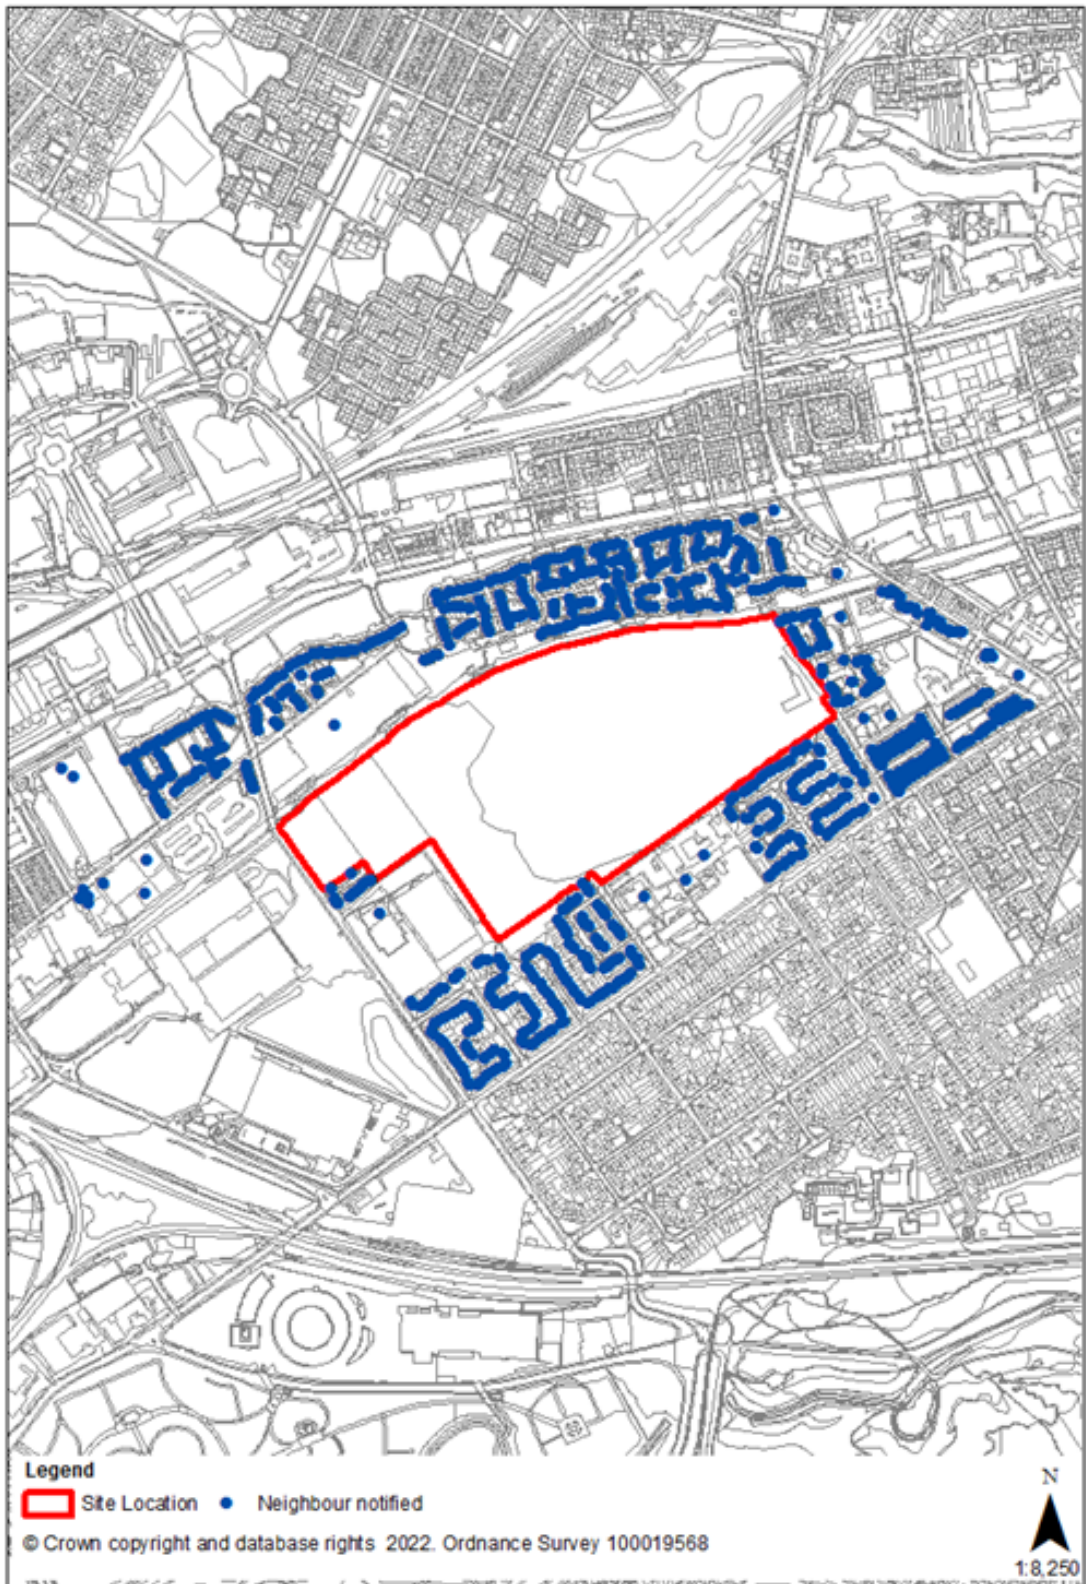 Legend
Site Location
Neighbour notified
N
© Crown copyright and database rights 2022. Ordnance Survey 100019568
1:8,250